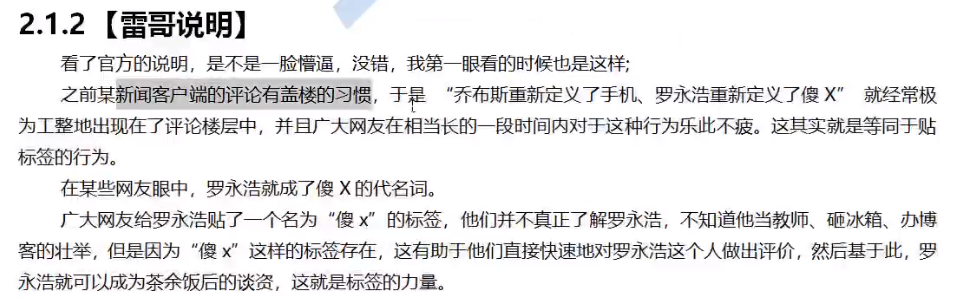 2.1.2 【雷哥说明】
看了官方的说明，是不是一脸懵逼，没错，我第一眼看的时候也是这样;
之前某新闻客户端的评论有盖楼的习惯，于是 “乔布斯重新定义了手机、罗永浩重新定义了傻 X” 就经常极
为工整地出现在了评论楼层中，并且广大网友在相当长的一段时间内对于这种行为乐此不疲。这其实就是等同于贴
标签的行为。
在某些网友眼中，罗永浩就成了傻 X 的代名词。
广大网友给罗永浩贴了一个名为“傻 x”的标签，他们并不真正了解罗永浩，不知道他当教师、砸冰箱、办博
客的壮举，但是因为“傻 x”这样的标签存在，这有助于他们直接快速地对罗永浩这个人做出评价，然后基于此，罗
永浩就可以成为茶余饭后的谈资，这就是标签的力量。